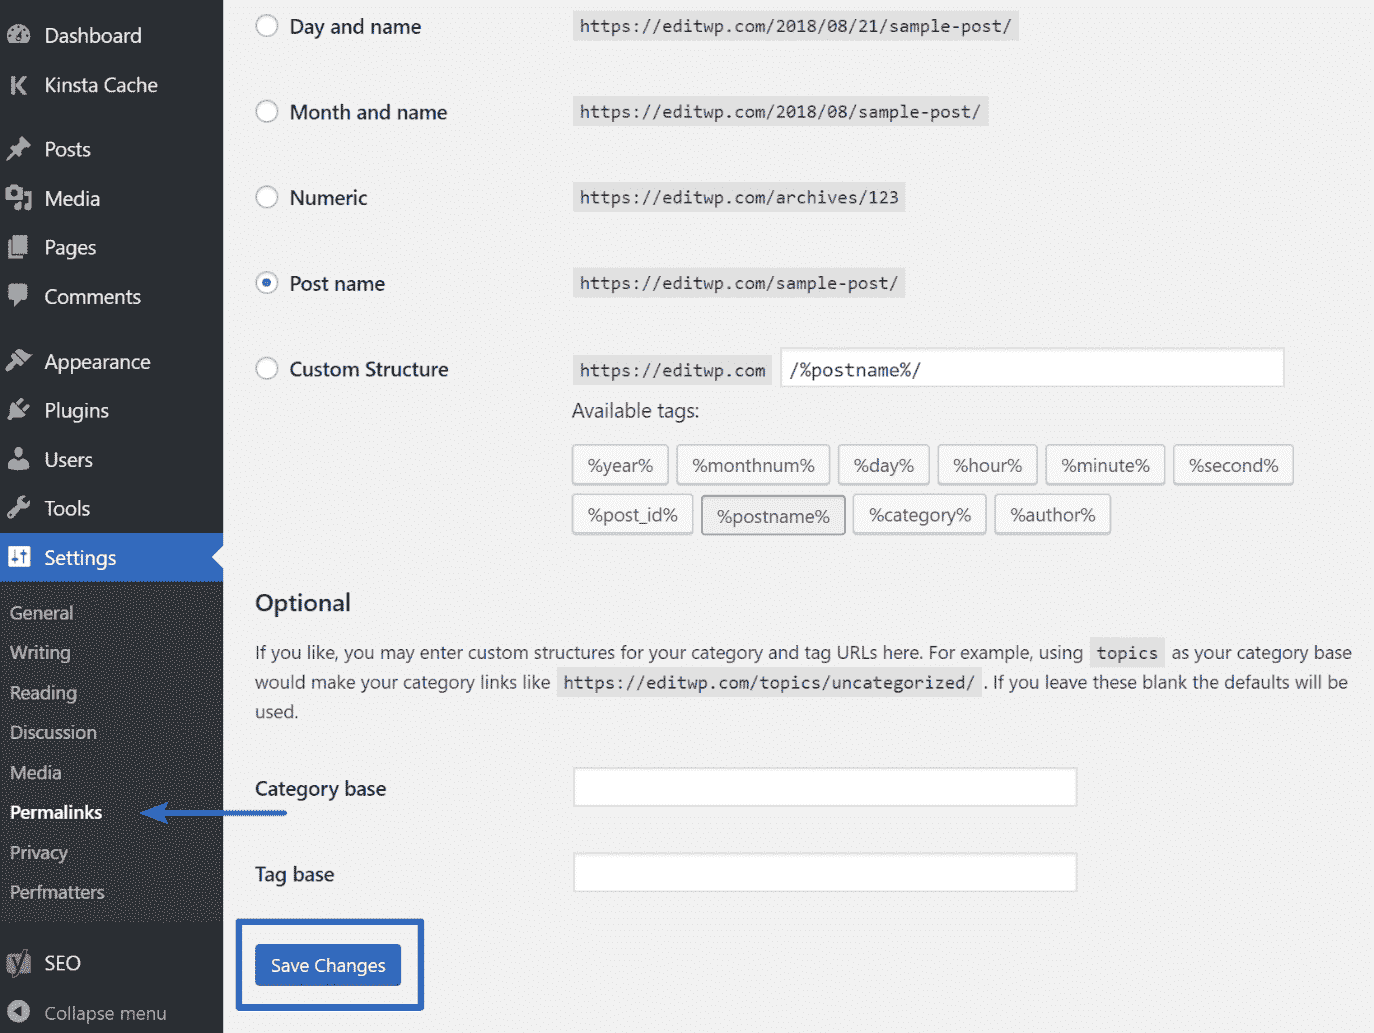 Dashboard
Kinsta Cache
Posts
Media
Pages
Comments
Appearance
Plugins
Users
Tools
Settings
General
Writing
Reading
Discussion
Media
Permalinks
Privacy
Perfmatters
SEO
Collapse menu
Day and name https://editwp.com/2018/08/21/sample-post/
Month and name https://editwp.com/2018/08/sample-post/
Numeric https://editwp.com/archives/123
Post name https://editwp.com/sample-post/
Custom Structure https://editwp.com /%postname%/
Available tags:
%year% %monthnum% %day% %hour% %minute% %second%
%post_id% %postname% %category% %author%
Optional
If you like, you may enter custom structures for your category and tag URLs here. For example, using topics as your category base
would make your category links like https://editwp.com/topics/uncategorized/ . If you leave these blank the defaults will be
used.
Category base
Tag base
Save Changes